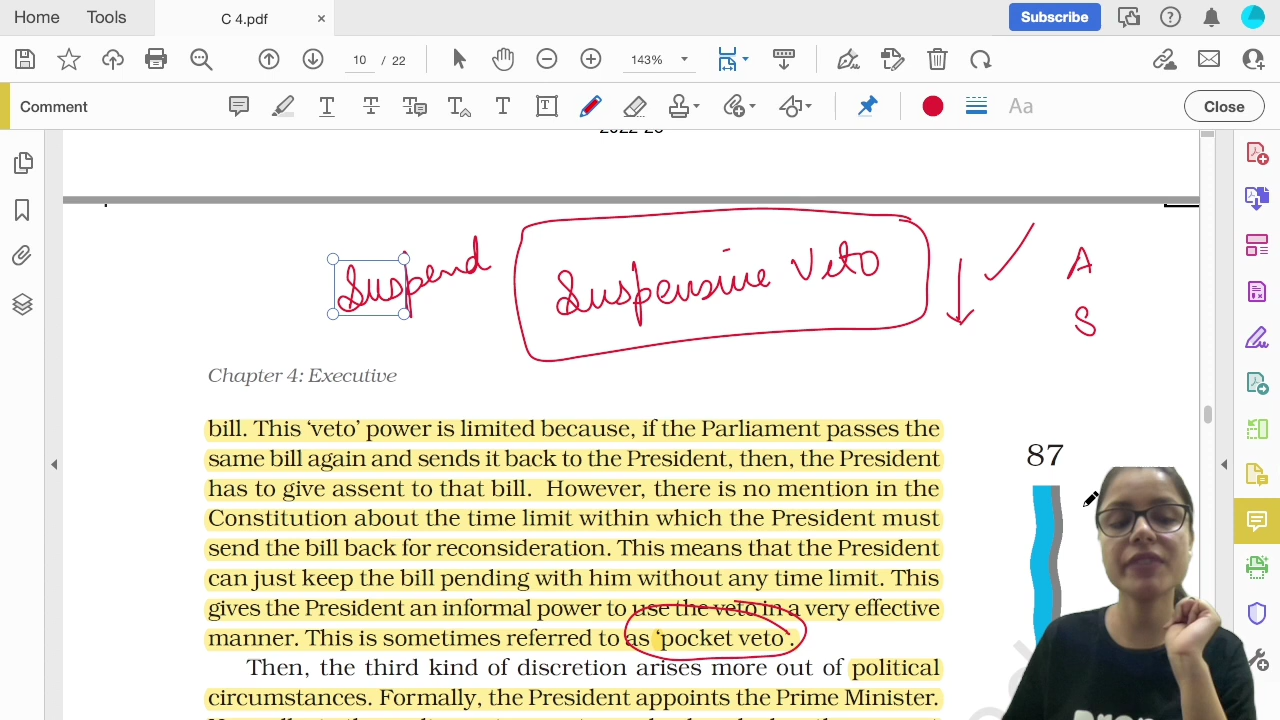 Home Tools C 4.pdf × Subscribe
10 / 22 143%
Comment Aa Close
Suspend Suspensive Veto A
S
Chapter 4: Executive
bill. This ‘veto’ power is limited because, if the Parliament passes the
same bill again and sends it back to the President, then, the President
has to give assent to that bill. However, there is no mention in the
Constitution about the time limit within which the President must
send the bill back for reconsideration. This means that the President
can just keep the bill pending with him without any time limit. This
gives the President an informal power to use the veto in a very effective
manner. This is sometimes referred to as ‘pocket veto’.
Then, the third kind of discretion arises more out of political
circumstances. Formally, the President appoints the Prime Minister.
87